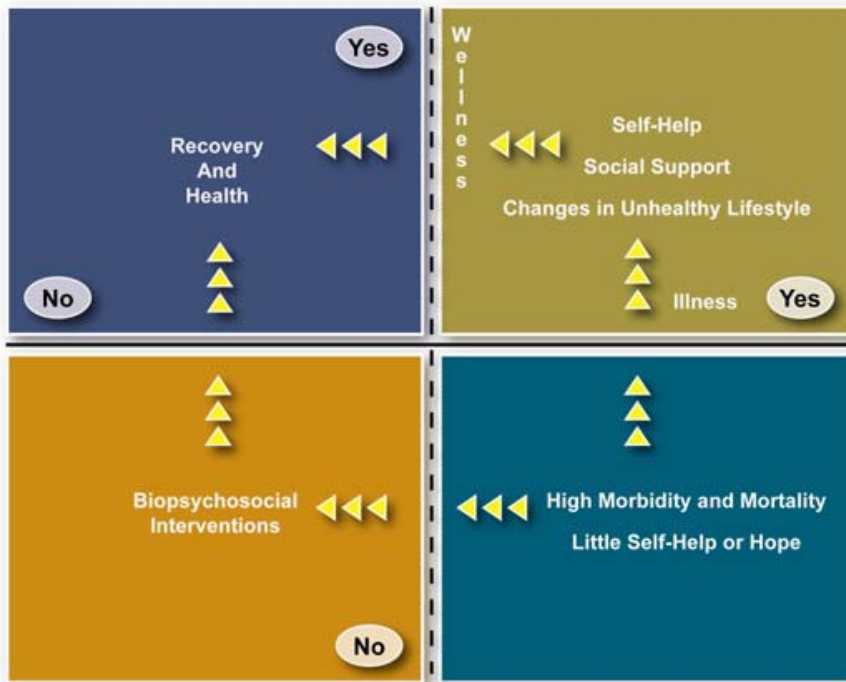 Yes
Recovery
And
Health
No
Wellness
Self-Help
Social Support
Changes in Unhealthy Lifestyle
Illness
Yes
Biopsychosocial
Interventions
No
High Morbidity and Mortality
Little Self-Help or Hope